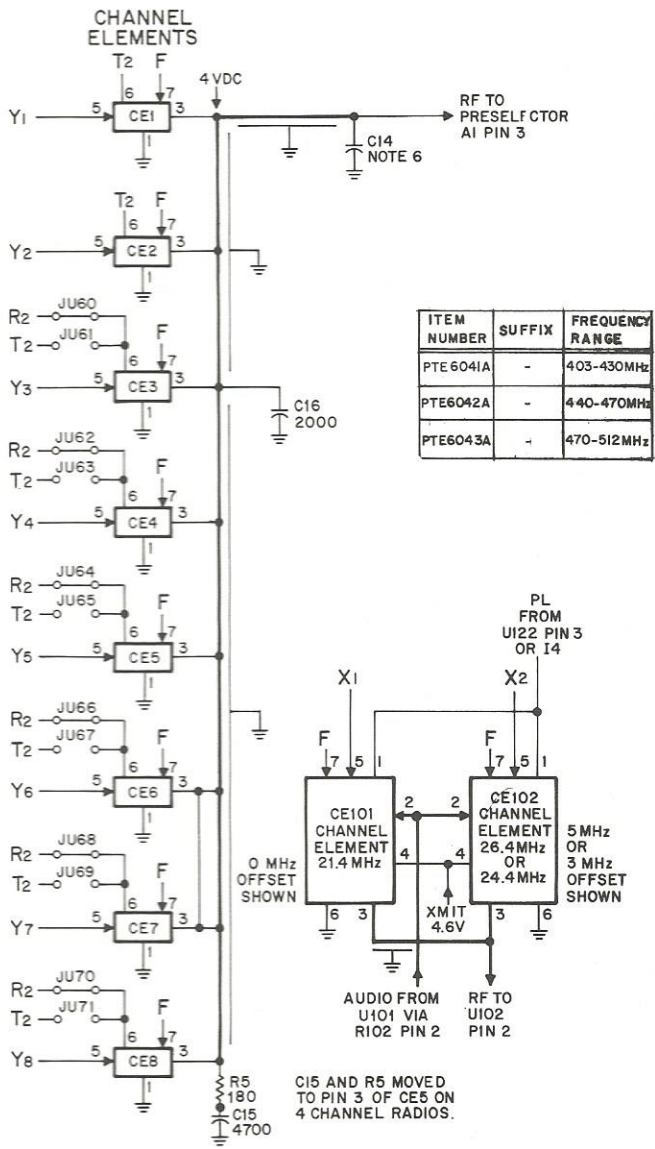 CHANNEL
ELEMENTS
T2 F
4 VDC
6 7
Y1 5 CE1 3
1
RF TO
PRESELECTOR
A1 PIN 3
C14
NOTE 6
T2 F
6 7
Y2 5 CE2 3
1
R2 JU60
T2 JU61 F
6 7
Y3 5 CE3 3
1
C16
2000
ITEM NUMBER SUFFIX FREQUENCY RANGE
PTE6041A - 403-430MHz
PTE6042A - 440-470MHz
PTE6043A - 470-512MHz
R2 JU62
T2 JU63 F
6 7
Y4 5 CE4 3
1
R2 JU64
T2 JU65 F
6 7
Y5 5 CE5 3
1
R2 JU66
T2 JU67 F
6 7
Y6 5 CE6 3
1
R2 JU68
T2 JU69 F
6 7
Y7 5 CE7 3
1
R2 JU70
T2 JU71 F
6 7
Y8 5 CE8 3
1
R5
180
C15
4700
C15 AND R5 MOVED
TO PIN 3 OF CE5 ON
4 CHANNEL RADIOS.
PL
FROM
U122 PIN 3
OR I4
X1 X2
F 7 5 1
F 7 5 1
CE101
CHANNEL
ELEMENT
21.4 MHz
2 2
4 4
6 3
0 MHz
OFFSET
SHOWN
CE102
CHANNEL
ELEMENT
26.4MHz
OR
24.4MHz
3 6
5 MHz
OR
3 MHz
OFFSET
SHOWN
XMIT
4.6V
AUDIO FROM
U101 VIA
R102 PIN 2
RF TO
U102
PIN 2